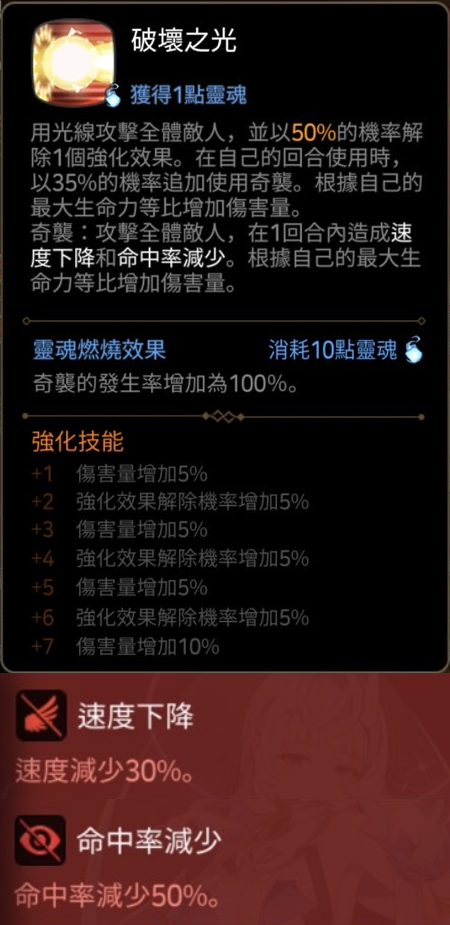 破壞之光
獲得1點靈魂
用光線攻擊全體敵人，並以50%的機率解
除1個強化效果。在自己的回合使用時，
以35%的機率追加使用奇襲。根據自己的
最大生命力等比增加傷害量。
奇襲：攻擊全體敵人，在1回合內造成速
度下降和命中率減少。根據自己的最大生
命力等比增加傷害量。
靈魂燃燒效果 消耗10點靈魂
奇襲的發生率增加為100%。
強化技能
+1 傷害量增加5%
+2 強化效果解除機率增加5%
+3 傷害量增加5%
+4 強化效果解除機率增加5%
+5 傷害量增加5%
+6 強化效果解除機率增加5%
+7 傷害量增加10%
速度下降
速度減少30%。
命中率減少
命中率減少50%。